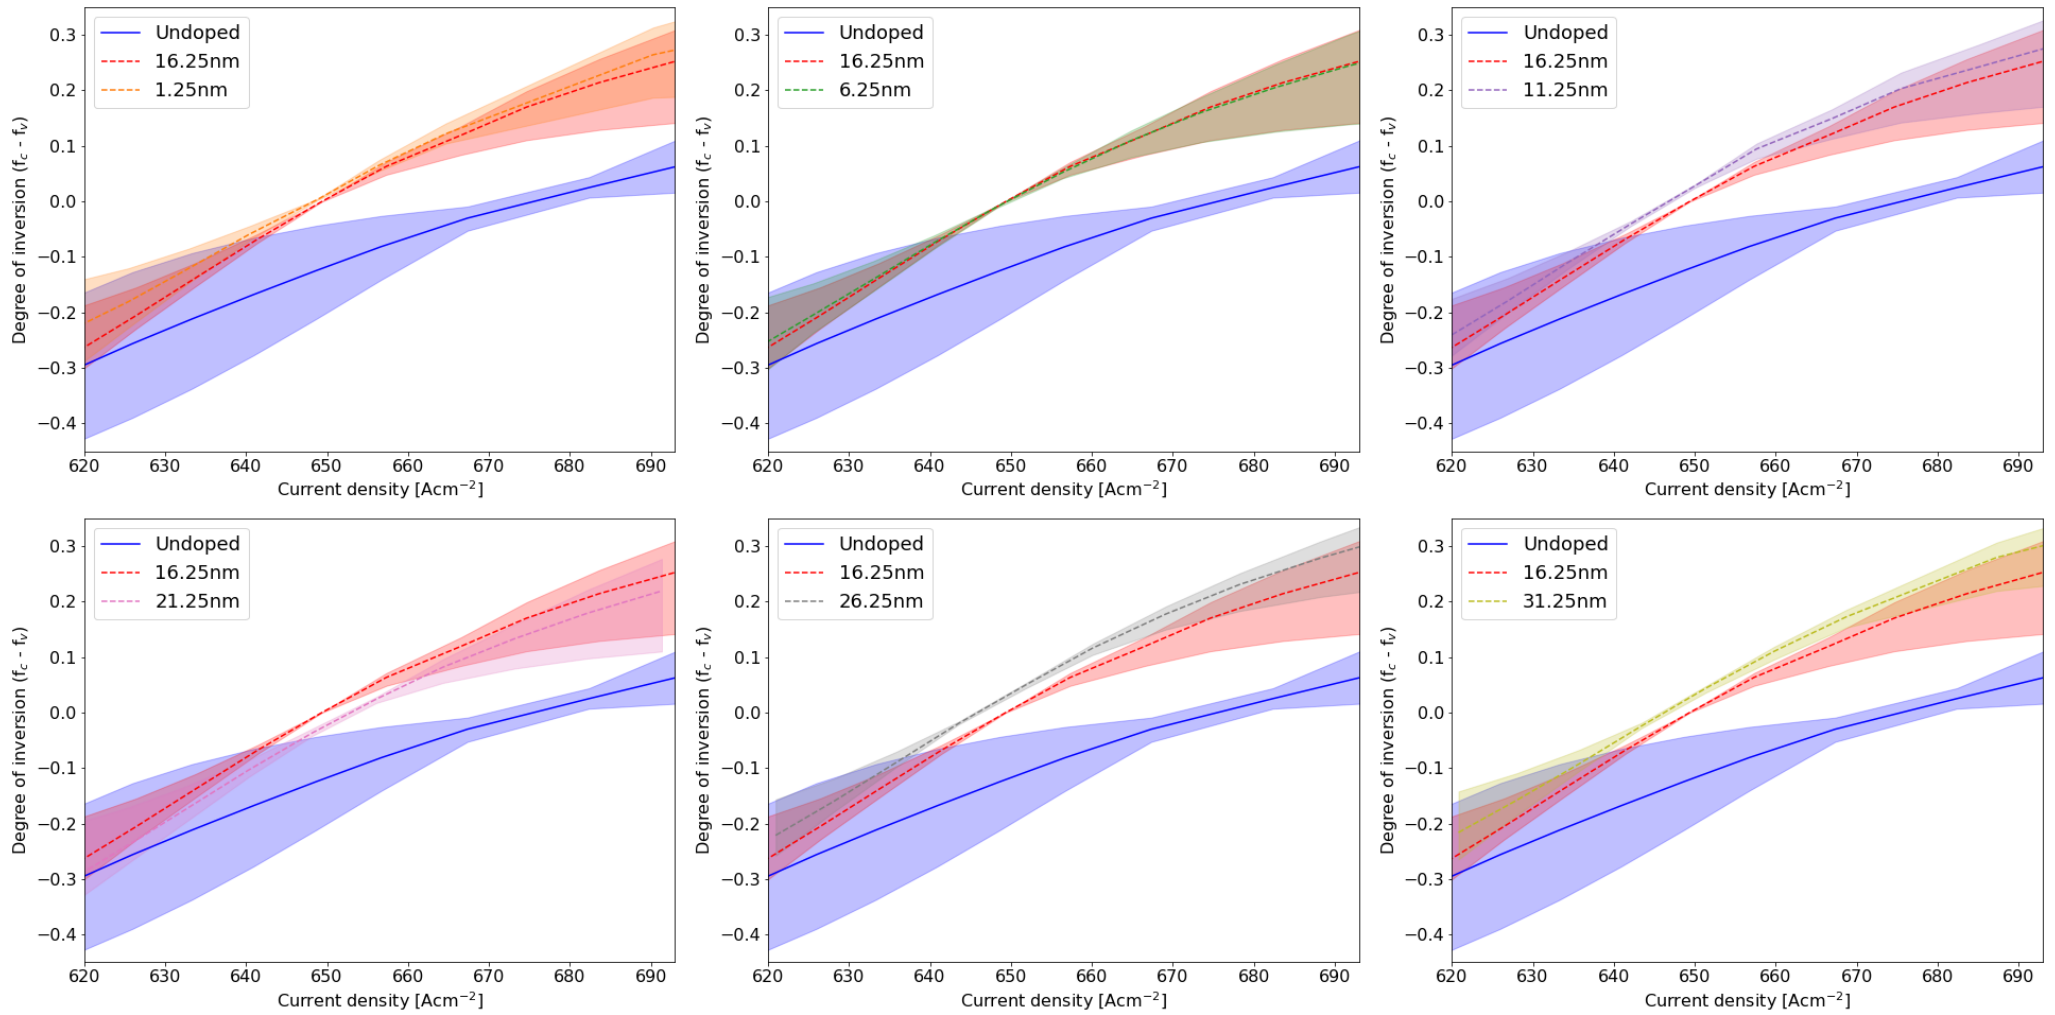 Undoped
16.25nm
1.25nm
0.3
0.2
0.1
0.0
−0.1
−0.2
−0.3
−0.4
Degree of inversion (f_c - f_v)
620 630 640 650 660 670 680 690
Current density [Acm⁻²]
Undoped
16.25nm
6.25nm
0.3
0.2
0.1
0.0
−0.1
−0.2
−0.3
−0.4
Degree of inversion (f_c - f_v)
620 630 640 650 660 670 680 690
Current density [Acm⁻²]
Undoped
16.25nm
11.25nm
0.3
0.2
0.1
0.0
−0.1
−0.2
−0.3
−0.4
Degree of inversion (f_c - f_v)
620 630 640 650 660 670 680 690
Current density [Acm⁻²]
Undoped
16.25nm
21.25nm
0.3
0.2
0.1
0.0
−0.1
−0.2
−0.3
−0.4
Degree of inversion (f_c - f_v)
620 630 640 650 660 670 680 690
Current density [Acm⁻²]
Undoped
16.25nm
26.25nm
0.3
0.2
0.1
0.0
−0.1
−0.2
−0.3
−0.4
Degree of inversion (f_c - f_v)
620 630 640 650 660 670 680 690
Current density [Acm⁻²]
Undoped
16.25nm
31.25nm
0.3
0.2
0.1
0.0
−0.1
−0.2
−0.3
−0.4
Degree of inversion (f_c - f_v)
620 630 640 650 660 670 680 690
Current density [Acm⁻²]